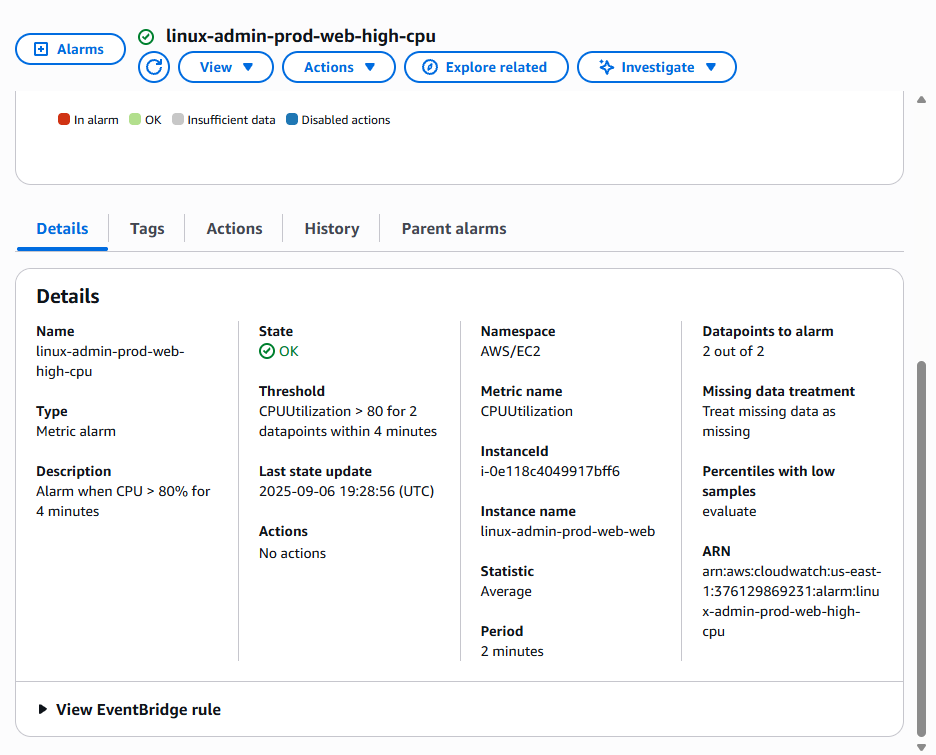 Alarms
linux-admin-prod-web-high-cpu
View
Actions
Explore related
Investigate
In alarm
OK
Insufficient data
Disabled actions
Details
Tags
Actions
History
Parent alarms
Details
Name
linux-admin-prod-web-
high-cpu
Type
Metric alarm
Description
Alarm when CPU > 80% for
4 minutes
State
OK
Threshold
CPUUtilization > 80 for 2
datapoints within 4 minutes
Last state update
2025-09-06 19:28:56 (UTC)
Actions
No actions
Namespace
AWS/EC2
Metric name
CPUUtilization
InstanceId
i-0e118c4049917bff6
Instance name
linux-admin-prod-web-web
Statistic
Average
Period
2 minutes
Datapoints to alarm
2 out of 2
Missing data treatment
Treat missing data as
missing
Percentiles with low
samples
evaluate
ARN
arn:aws:cloudwatch:us-east-
1:376129869231:alarm:linu
x-admin-prod-web-high-
cpu
View EventBridge rule